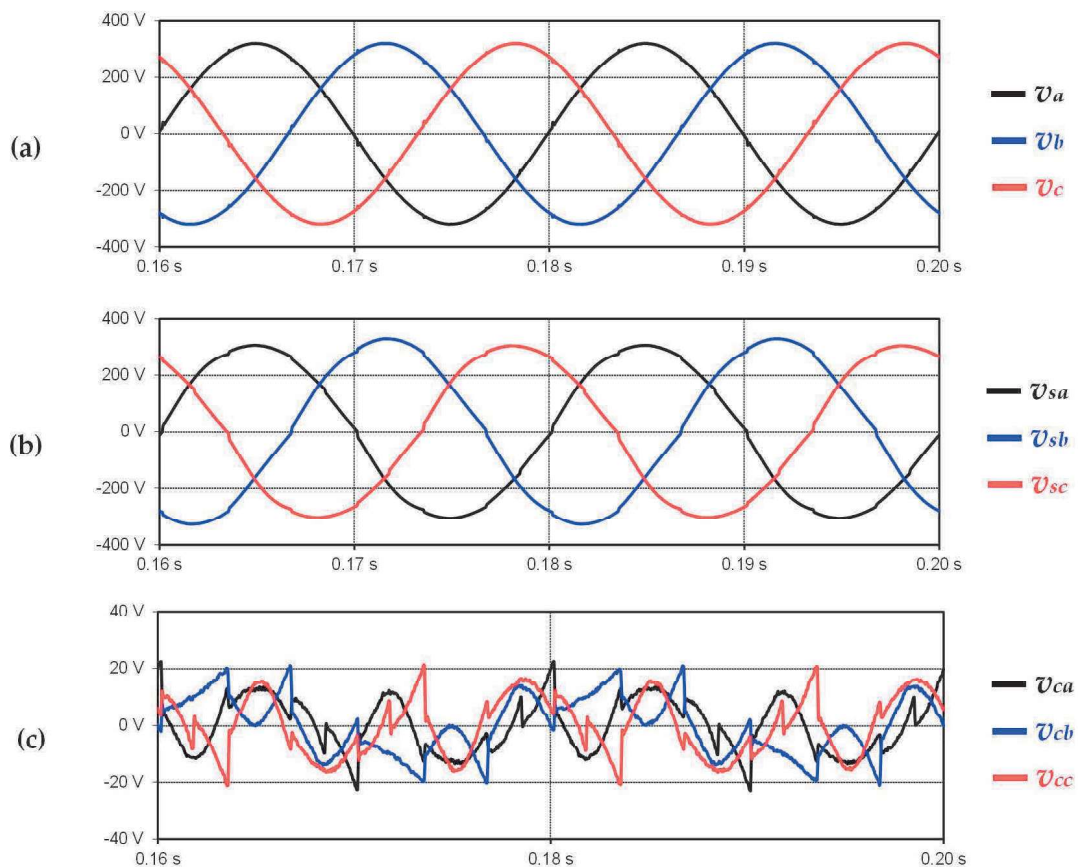 (a)
400 V
200 V
0 V
-200 V
-400 V
0.16 s 0.17 s 0.18 s 0.19 s 0.20 s
va
vb
vc
(b)
400 V
200 V
0 V
-200 V
-400 V
0.16 s 0.17 s 0.18 s 0.19 s 0.20 s
vsa
vsb
vsc
(c)
40 V
20 V
0 V
-20 V
-40 V
0.16 s 0.18 s 0.20 s
vca
vcb
vcc